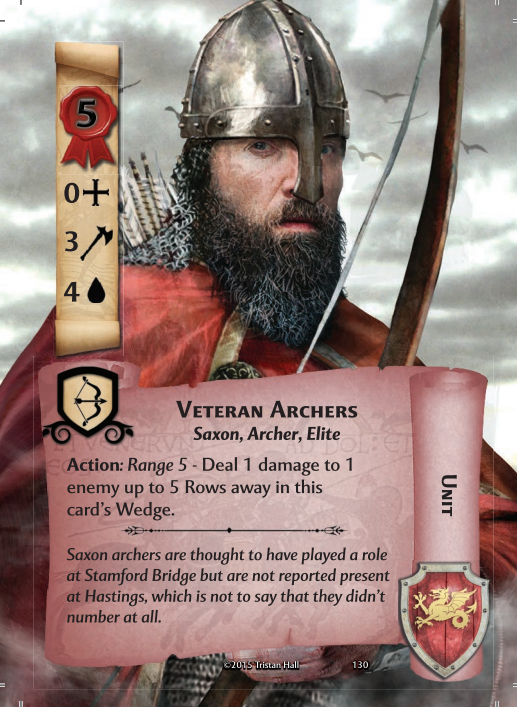 5
0
3
4
Veteran Archers
Saxon, Archer, Elite
Action: Range 5 - Deal 1 damage to 1
enemy up to 5 Rows away in this
card's Wedge.
Unit
Saxon archers are thought to have played a role
at Stamford Bridge but are not reported present
at Hastings, which is not to say that they didn't
number at all.
©2015 Tristan Hall 130